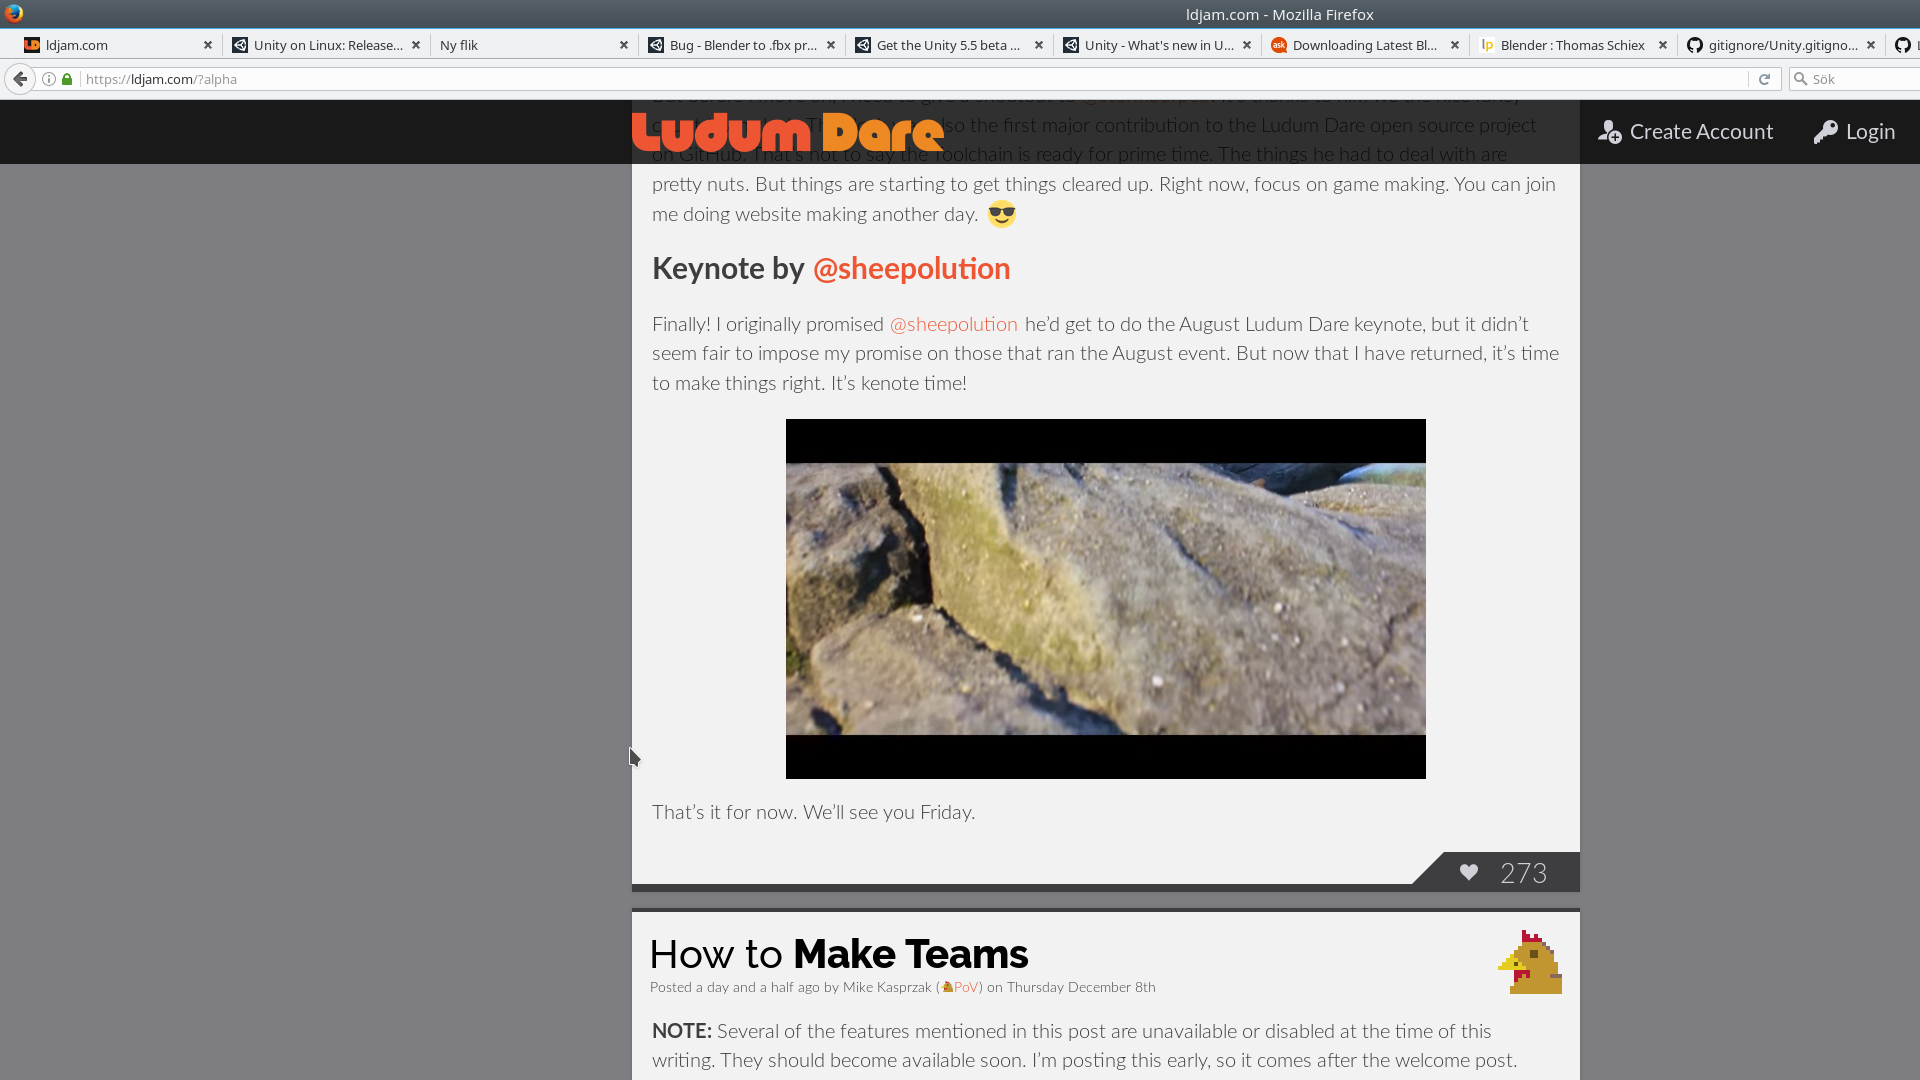 ldjam.com - Mozilla Firefox
ldjam.com
Unity on Linux: Release...
Ny flik
Bug - Blender to .fbx pr...
Get the Unity 5.5 beta ...
Unity - What's new in U...
Downloading Latest Bl...
Blender : Thomas Schiex
gitignore/Unity.gitigno...
https://ldjam.com/?alpha
Sök
Ludum Dare
Create Account
Login
also the first major contribution to the Ludum Dare open source project
on GitHub. That's not to say the Toolchain is ready for prime time. The things he had to deal with are
pretty nuts. But things are starting to get things cleared up. Right now, focus on game making. You can join
me doing website making another day.
Keynote by @sheepolution
Finally! I originally promised @sheepolution he’d get to do the August Ludum Dare keynote, but it didn’t
seem fair to impose my promise on those that ran the August event. But now that I have returned, it’s time
to make things right. It’s kenote time!
That’s it for now. We’ll see you Friday.
273
How to Make Teams
Posted a day and a half ago by Mike Kasprzak (PoV) on Thursday December 8th
NOTE: Several of the features mentioned in this post are unavailable or disabled at the time of this
writing. They should become available soon. I’m posting this early, so it comes after the welcome post.